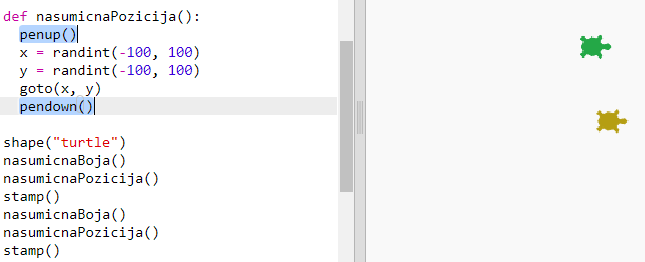 def nasumicnaPozicija():
  penup()
  x = randint(-100, 100)
  y = randint(-100, 100)
  goto(x, y)
  pendown()
shape("turtle")
nasumicnaBoja()
nasumicnaPozicija()
stamp()
nasumicnaBoja()
nasumicnaPozicija()
stamp()